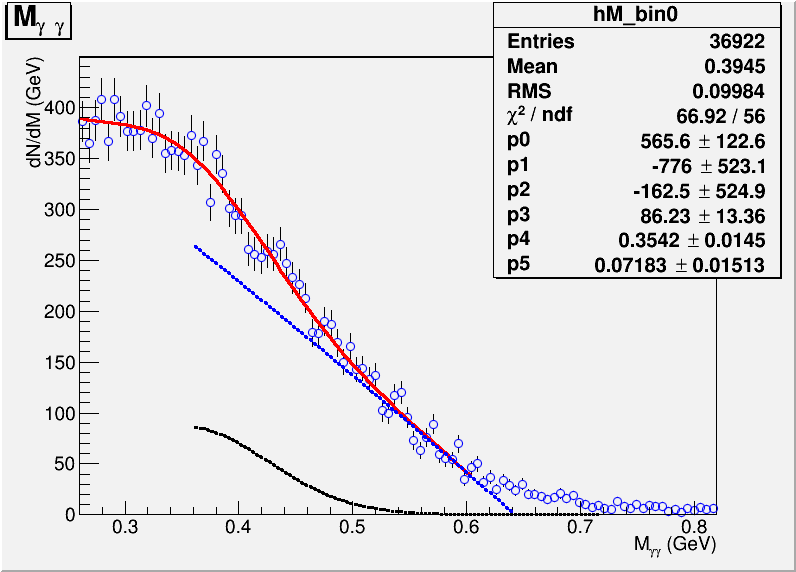 Mγ γ
hM_bin0
Entries 36922
Mean 0.3945
RMS 0.09984
χ² / ndf 66.92 / 56
p0 565.6 ± 122.6
p1 -776 ± 523.1
p2 -162.5 ± 524.9
p3 86.23 ± 13.36
p4 0.3542 ± 0.0145
p5 0.07183 ± 0.01513
dN/dM (GeV)
400
350
300
250
200
150
100
50
0
0.3 0.4 0.5 0.6 0.7 0.8
Mγγ (GeV)